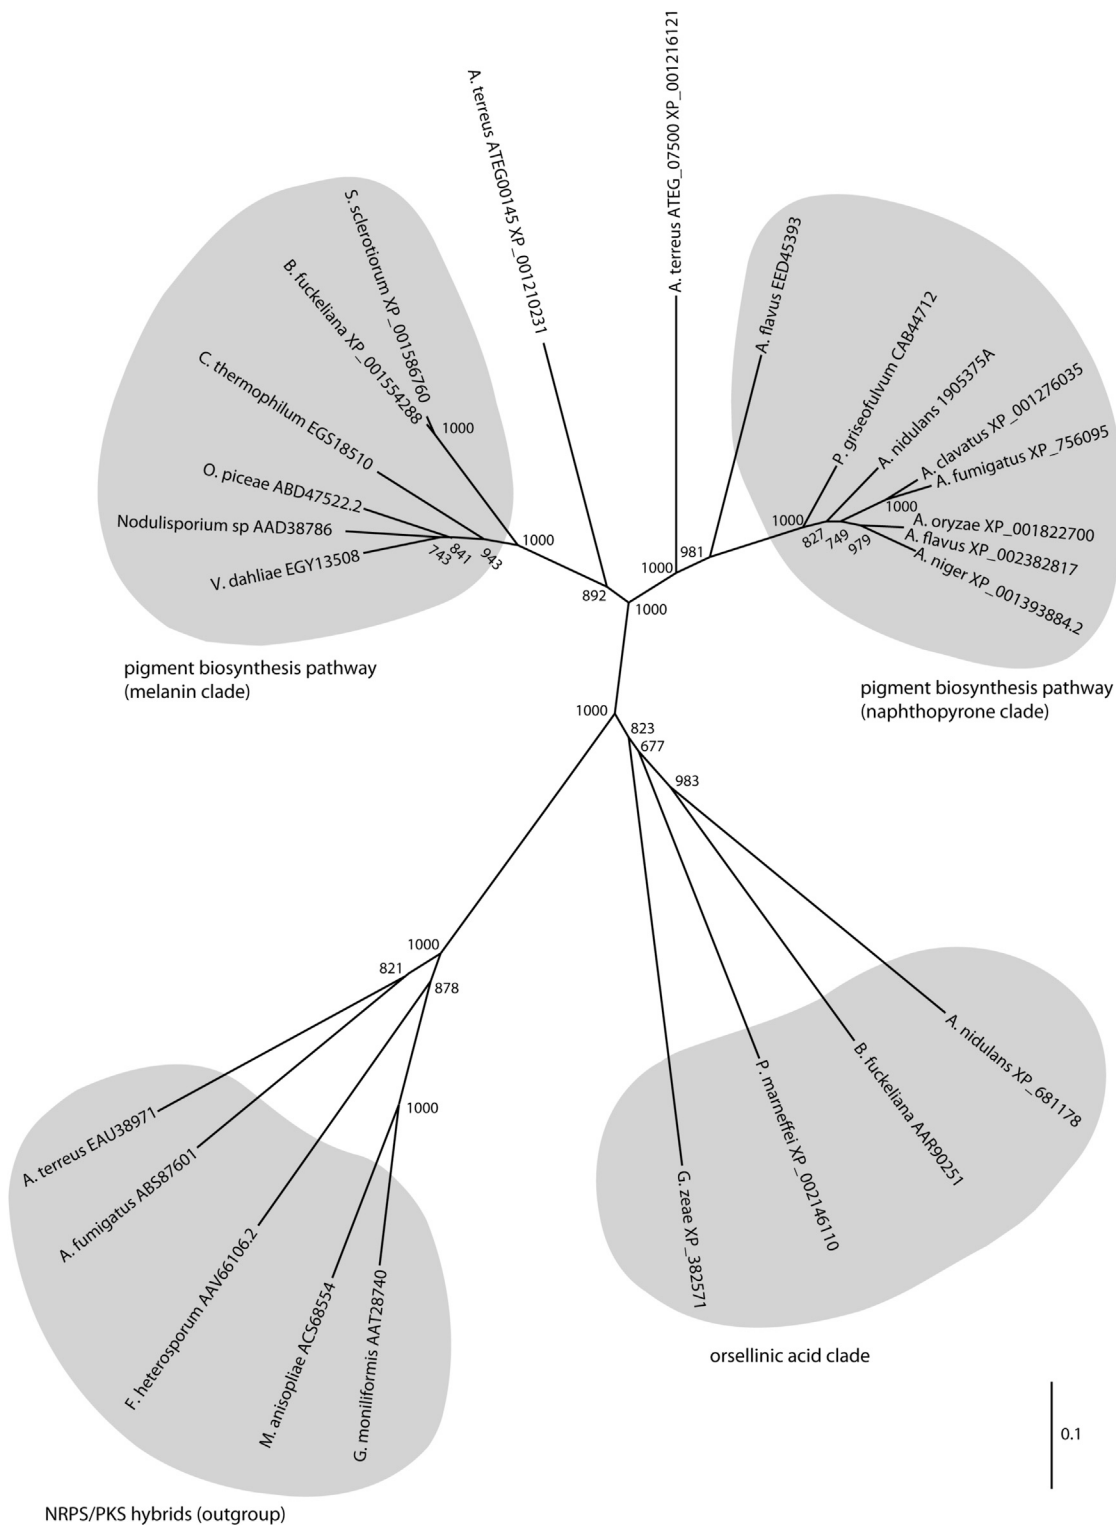 A. terreus ATEG00145 XP_001210231
A. terreus ATEG_07500 XP_001216121
S. sclerotiorum XP_001586760
B. fuckeliana XP_001554288
C. thermophilum EGS18510
O. piceae ABD47522.2
Nodulisporium sp AAD38786
V. dahliae EGY13508
1000
743
841
943
1000
892
pigment biosynthesis pathway
(melanin clade)
A. flavus EED45393
P. griseofulvum CAB44712
A. nidulans 1905375A
A. clavatus XP_001276035
A. fumigatus XP_756095
A. oryzae XP_001822700
A. flavus XP_002382817
A. niger XP_001393884.2
1000
981
1000
827
749
979
1000
1000
pigment biosynthesis pathway
(naphthopyrone clade)
1000
823
677
983
A. nidulans XP_681178
B. fuckeliana AAR90251
P. marneffei XP_002146110
G. zeae XP_382571
orsellinic acid clade
1000
821
878
1000
A. terreus EAU38971
A. fumigatus ABS87601
F. heterosporum AAV66106.2
M. anisopliae ACS68554
G. moniliformis AAT28740
NRPS/PKS hybrids (outgroup)
0.1